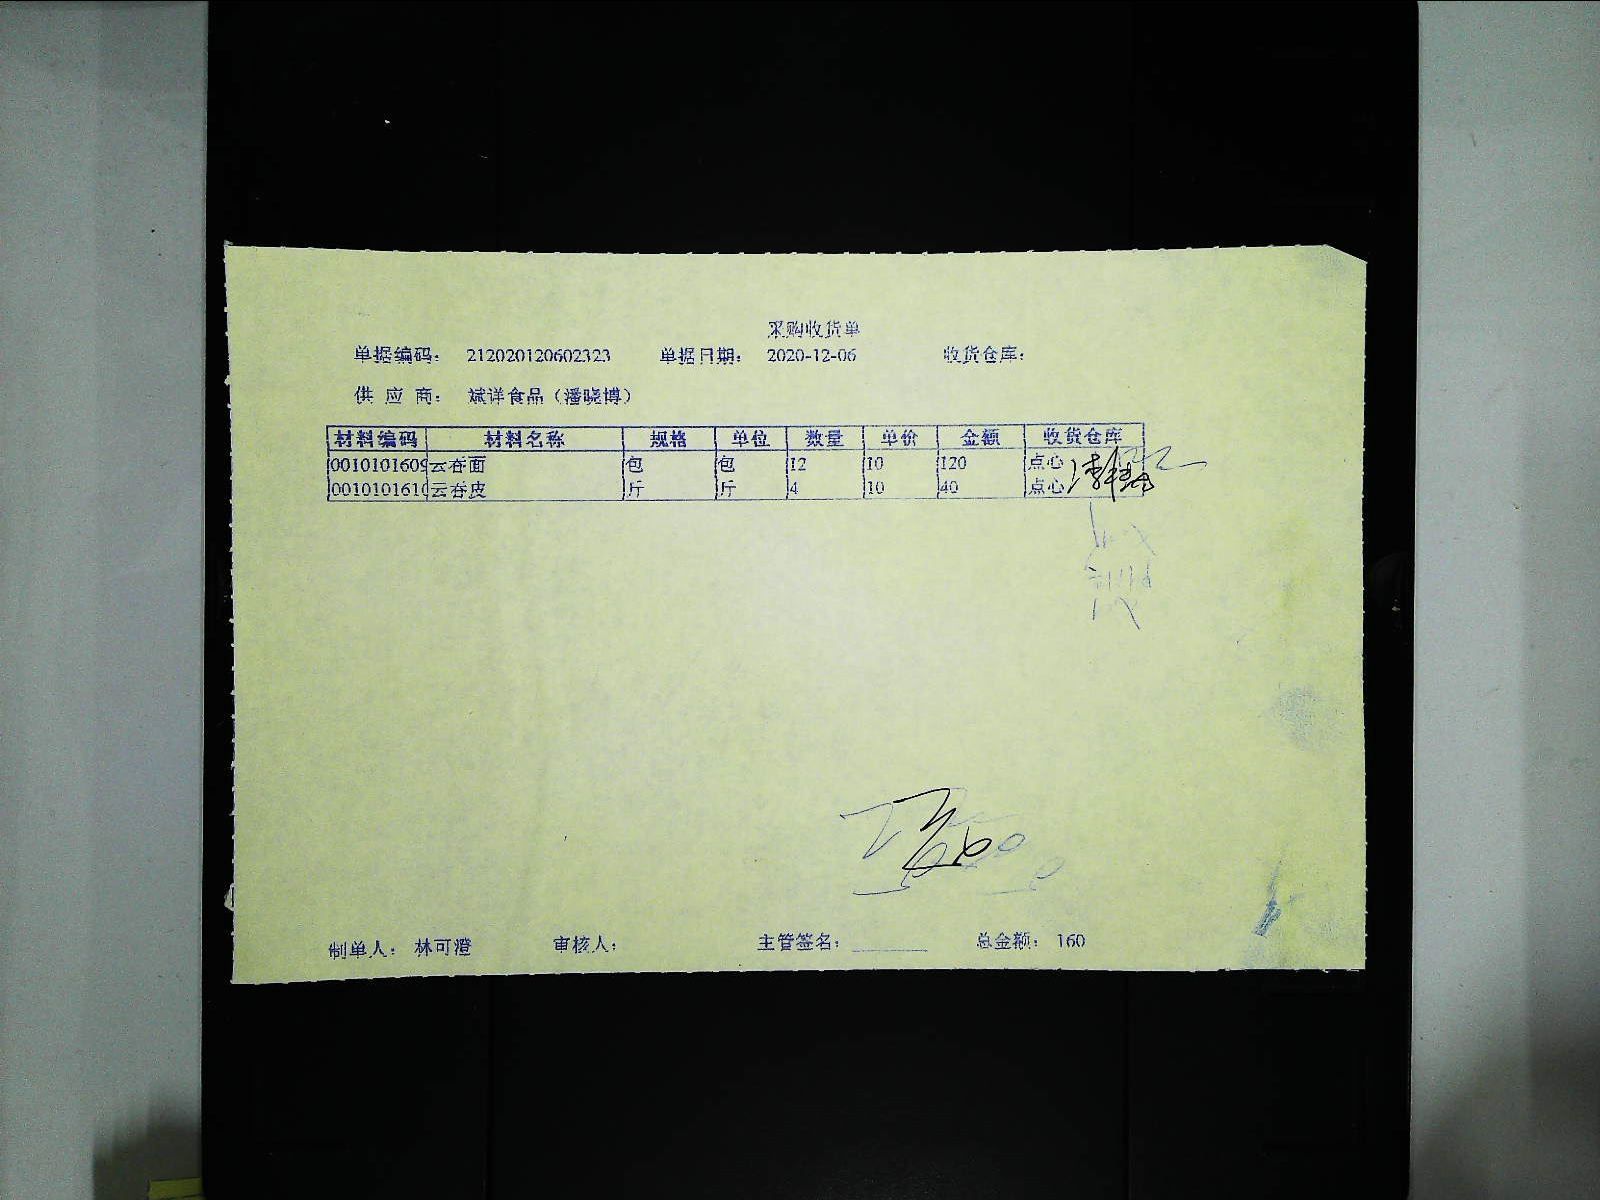 采购收货单
单据编码: 212020120602323 单据日期: 2020-12-06 收货仓库:
供 应 商: 斌洋食品（潘晓博）
材料编码 材料名称 规格 单位 数量 单价 金额 收货仓库
0010101609 云吞面 包 包 12 10 120 点心
0010101610 云吞皮 斤 斤 4 10 40 点心
制单人: 林可澄 审核人: 主管签名: 总金额: 160